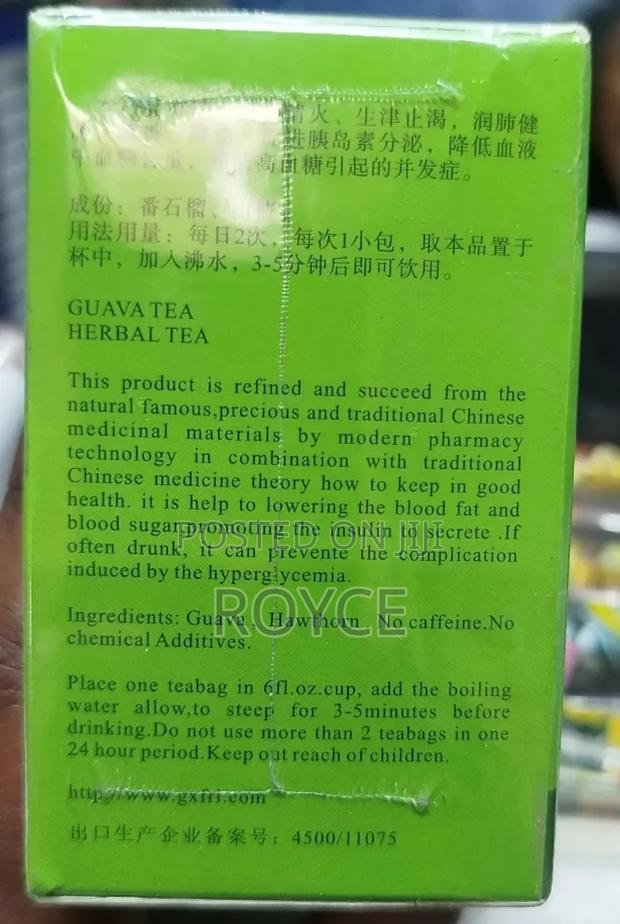 清火、生津止渴，润肺健
进胰岛素分泌，降低血液
高血糖引起的并发症。
成份：番石榴、
用法用量：每日2次，每次1小包，取本品置于
杯中，加入沸水，3-5分钟后即可饮用。
GUAVA TEA
HERBAL TEA
This product is refined and succeed from the
natural famous,precious and traditional Chinese
medicinal materials by modern pharmacy
technology in combination with traditional
Chinese medicine theory how to keep in good
health. it is help to lowering the blood fat and
blood sugar,promoting the insulin to secrete .If
often drunk, it can prevente the complication
induced by the hyperglycemia.
POSTED ON JIJI
ROYCE
Ingredients: Guava , Hawthorn . No caffeine.No
chemical Additives.
Place one teabag in 6fl.oz.cup, add the boiling
water allow,to steep for 3-5minutes before
drinking.Do not use more than 2 teabags in one
24 hour period.Keep out reach of children.
http://www.gxfri.com
出口生产企业备案号：4500/11075